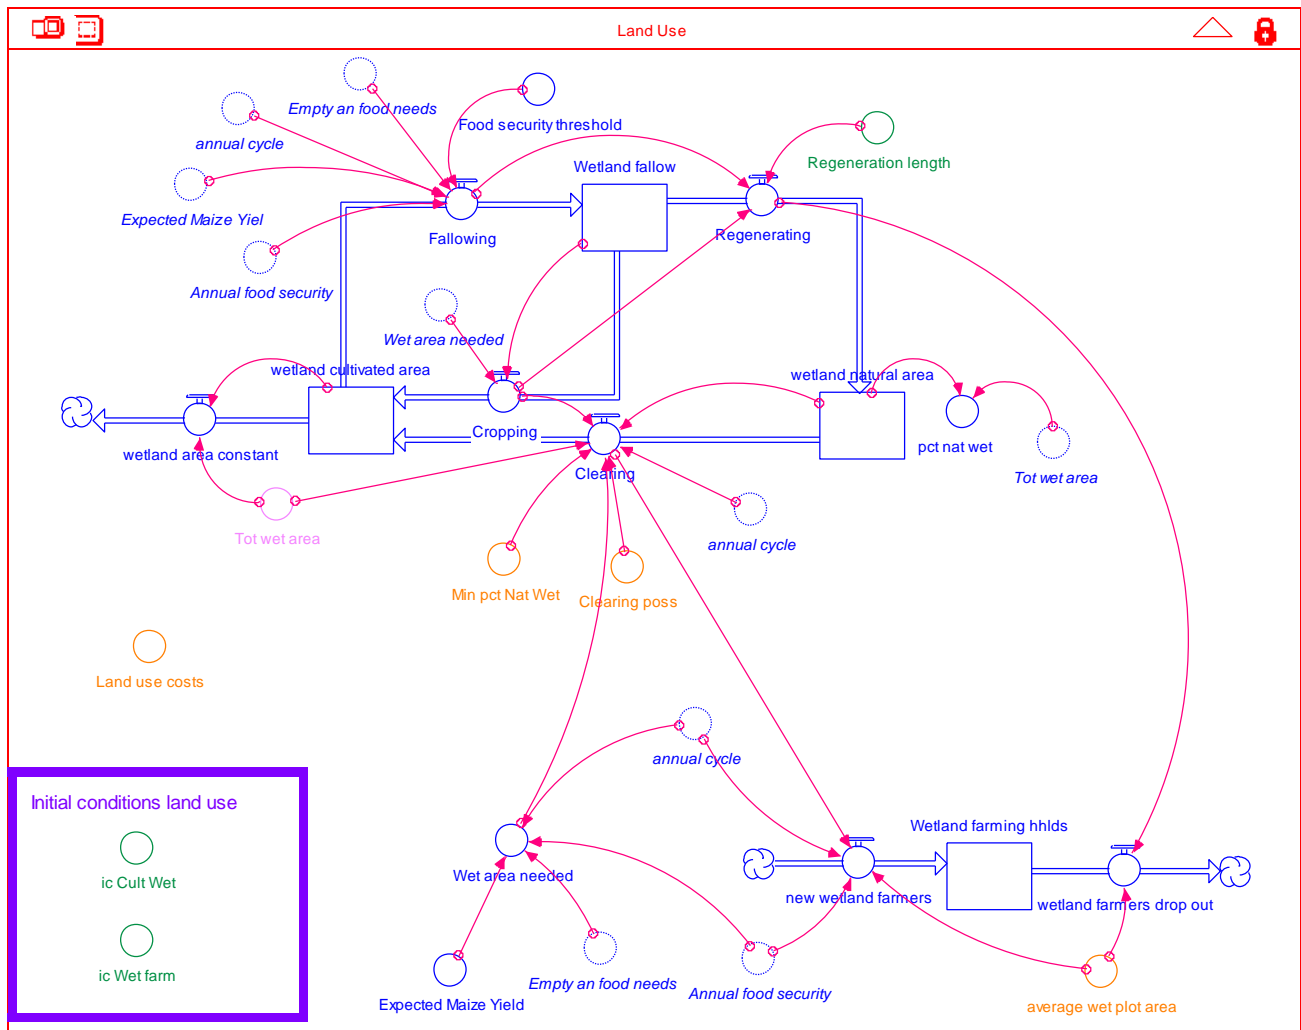 Land Use
Empty an food needs
Food security threshold
annual cycle
Regeneration length
Wetland fallow
Expected Maize Yiel
Fallowing
Regenerating
Annual food security
Wet area needed
wetland cultivated area
wetland natural area
Cropping
pct nat wet
wetland area constant
Clearing
Tot wet area
Tot wet area
annual cycle
Min pct Nat Wet
Clearing poss
Land use costs
annual cycle
Initial conditions land use
Wetland farming hhlds
Wet area needed
ic Cult Wet
new wetland farmers
wetland farmers drop out
ic Wet farm
Empty an food needs
Annual food security
Expected Maize Yield
average wet plot area